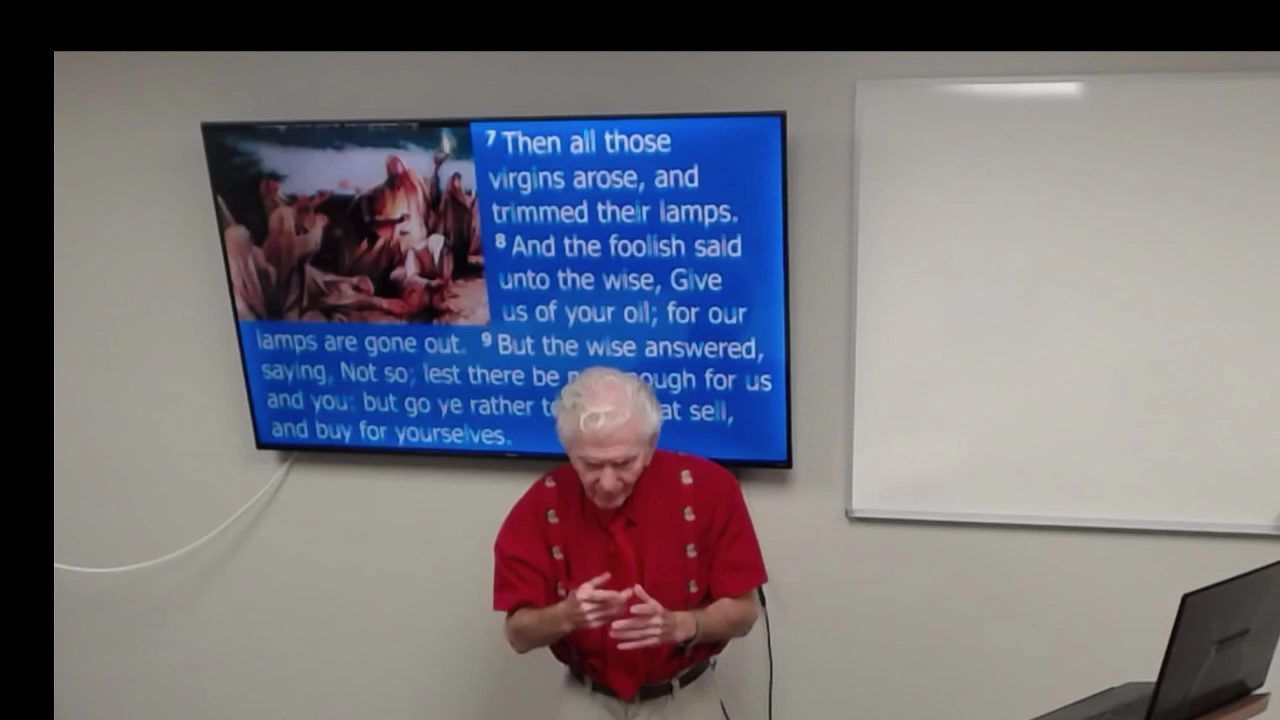 7 Then all those
virgins arose, and
trimmed their lamps.
8 And the foolish said
unto the wise, Give
us of your oil; for our
lamps are gone out. 9 But the wise answered,
saying, Not so; lest there be ough for us
and you: but go ye rather to at sell,
and buy for yourselves.